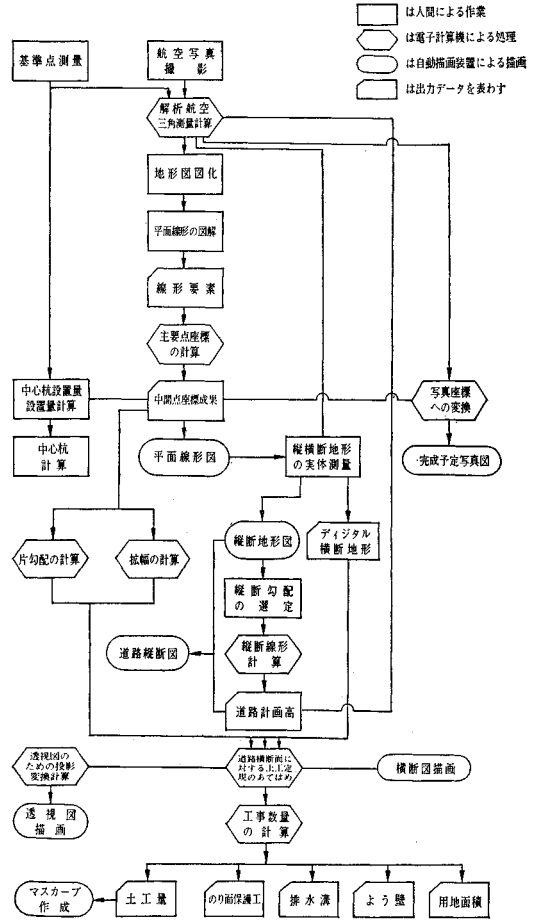 は人間による作業
は電子計算機による処理
は自動描画装置による描画
は出力データを表わす
基準点測量
航空写真
撮影
解析航空
三角測量計算
地形図図化
平面線形の図解
線形要素
主要点座標
の計算
中心杭設置量
設置量計算
中間点座標成果
写真座標
への変換
中心杭
計算
平面線形図
縦横断地形
の実体測量
完成予定写真図
片勾配の計算
拡幅の計算
縦断地形図
ディジタル
横断地形
縦断勾配
の選定
道路縦断図
縦断線形
計算
道路計画高
透視図の
ための投影
変換計算
道路横断面に
対する土工定
規のあてはめ
横断図描画
透視図
描画
工事数量
の計算
マスカーブ
作成
土工量
のり面保護工
排水溝
よう壁
用地面積